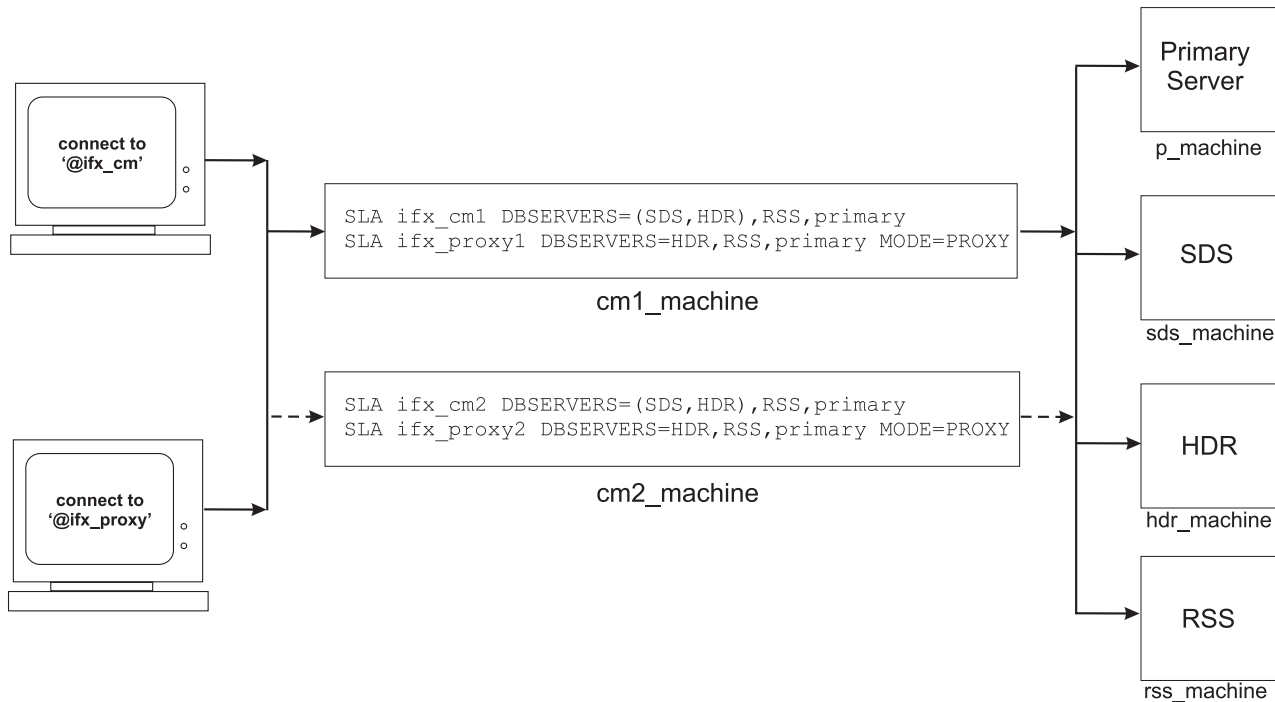 connect to
‘@ifx_cm’
connect to
‘@ifx_proxy’
SLA ifx_cm1 DBSERVERS=(SDS,HDR),RSS,primary
SLA ifx_proxy1 DBSERVERS=HDR,RSS,primary MODE=PROXY
cm1_machine
SLA ifx_cm2 DBSERVERS=(SDS,HDR),RSS,primary
SLA ifx_proxy2 DBSERVERS=HDR,RSS,primary MODE=PROXY
cm2_machine
Primary
Server
p_machine
SDS
sds_machine
HDR
hdr_machine
RSS
rss_machine